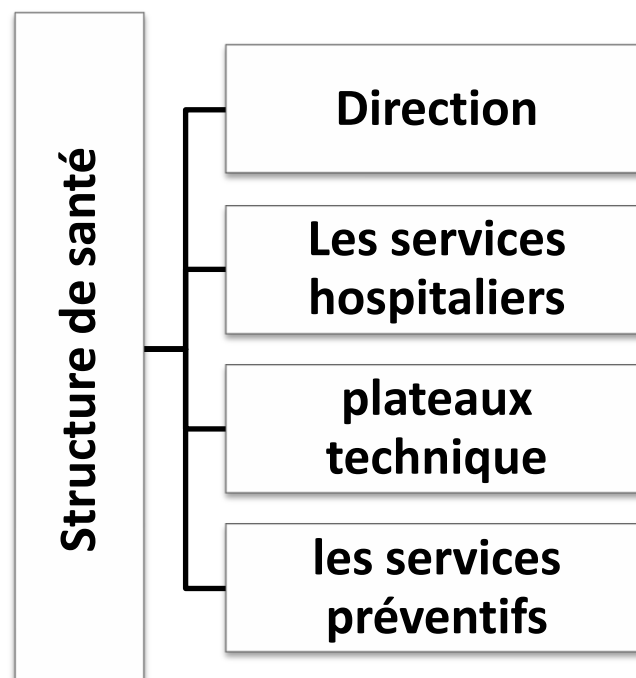 Structure de santé
Direction
Les services
hospitaliers
plateaux
technique
les services
préventifs